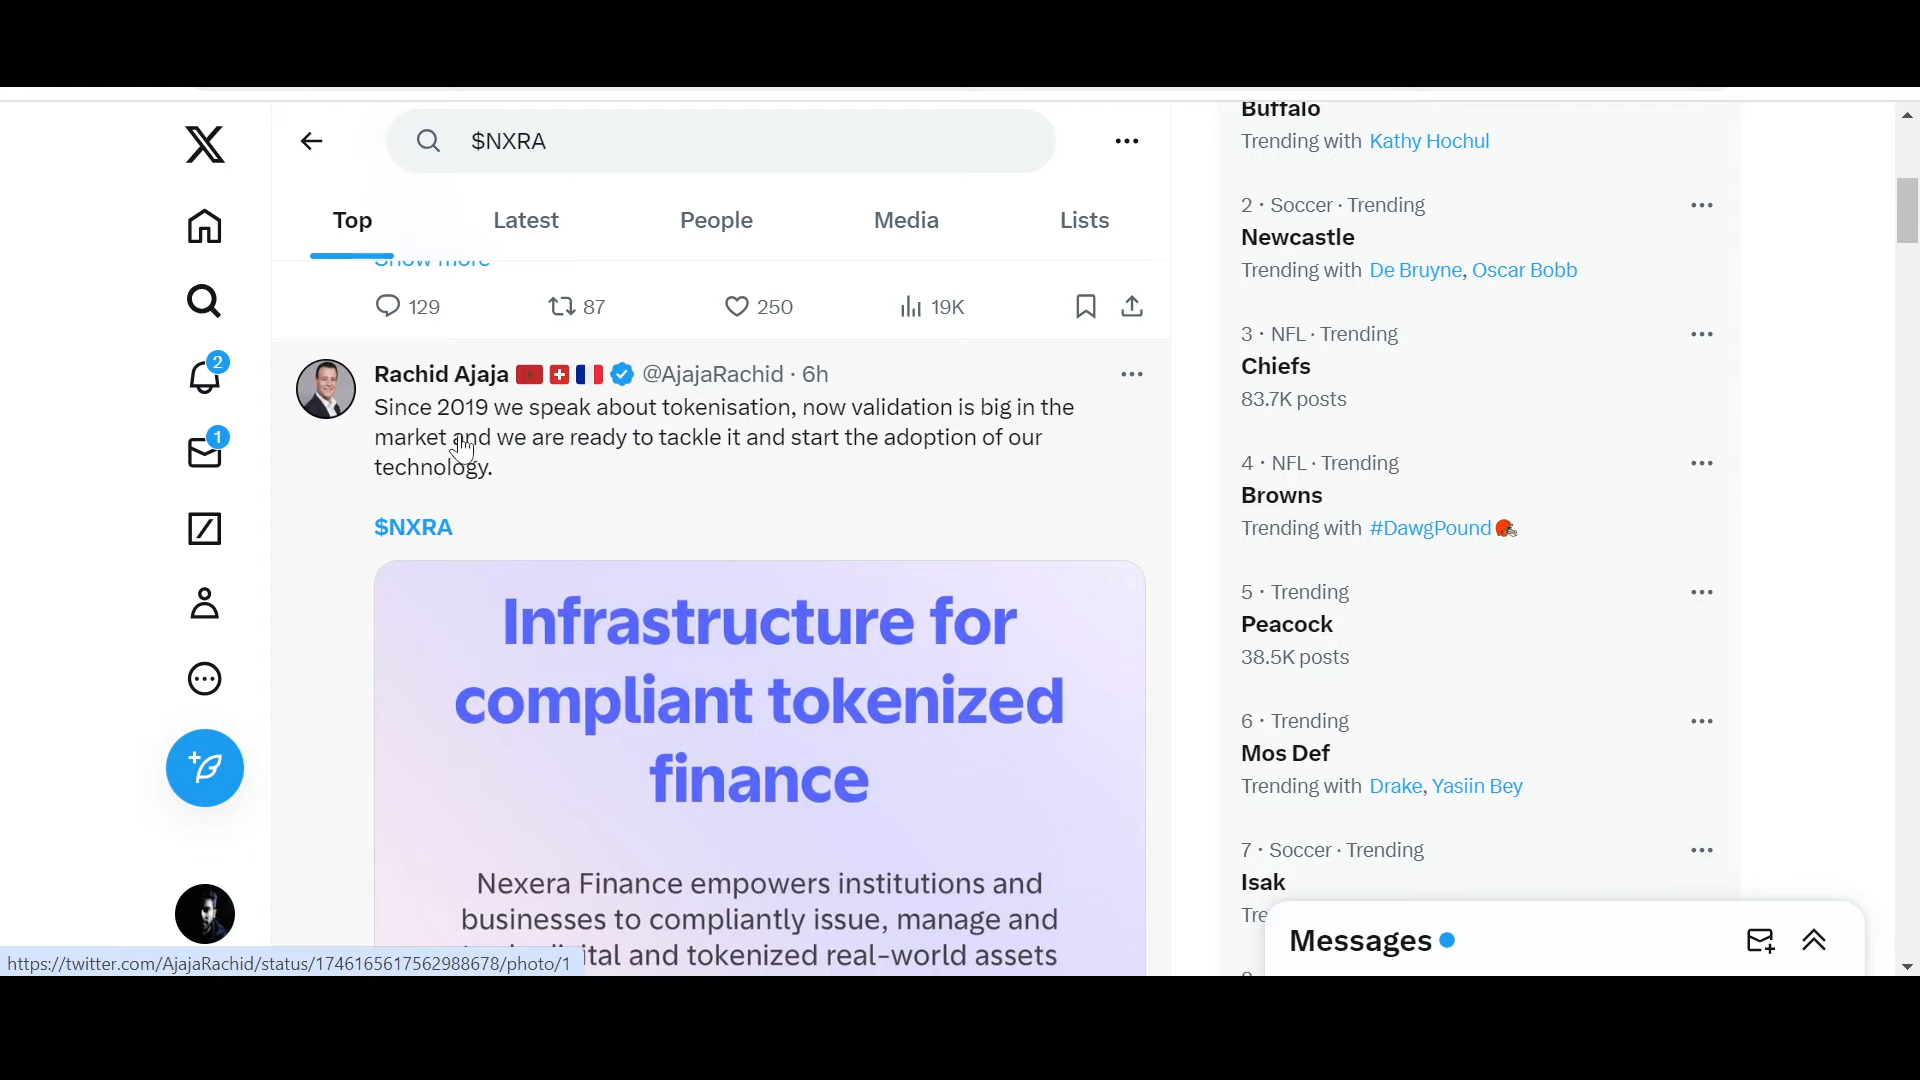 $NXRA
Top
Latest
People
Media
Lists
Show more
129
87
250
19K
Rachid Ajaja @AjajaRachid · 6h
Since 2019 we speak about tokenisation, now validation is big in the
market and we are ready to tackle it and start the adoption of our
technology.
$NXRA
Infrastructure for
compliant tokenized
finance
Nexera Finance empowers institutions and
businesses to compliantly issue, manage and
ital and tokenized real-world assets
Buffalo
Trending with Kathy Hochul
2 · Soccer · Trending
Newcastle
Trending with De Bruyne, Oscar Bobb
3 · NFL · Trending
Chiefs
83.7K posts
4 · NFL · Trending
Browns
Trending with #DawgPound
5 · Trending
Peacock
38.5K posts
6 · Trending
Mos Def
Trending with Drake, Yasiin Bey
7 · Soccer · Trending
Isak
Tre
Messages
2
1
https://twitter.com/AjajaRachid/status/1746165617562988678/photo/1